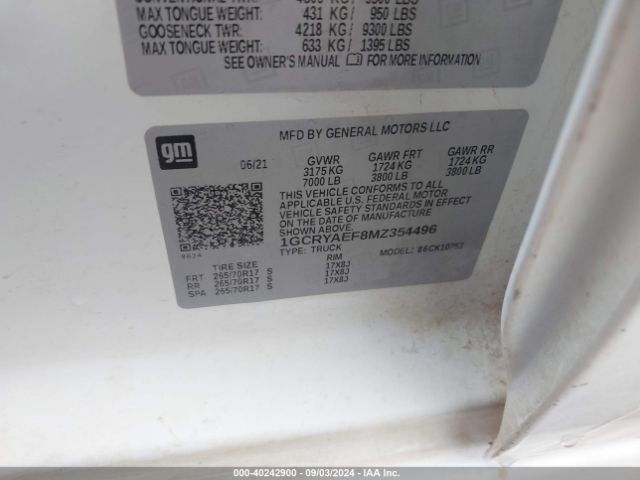 MAX TONGUE WEIGHT: 431 KG/ 950 LBS
GOOSENECK TWR: 4218 KG/ 9300 LBS
MAX TONGUE WEIGHT: 633 KG/ 1395 LBS
SEE OWNER'S MANUAL FOR MORE INFORMATION
gm
MFD BY GENERAL MOTORS LLC
06/21 GVWR GAWR FRT GAWR RR
3175 KG 1724 KG 1724 KG
7000 LB 3800 LB 3800 LB
THIS VEHICLE CONFORMS TO ALL
APPLICABLE U.S. FEDERAL MOTOR
VEHICLE SAFETY STANDARDS IN EFFECT
ON THE DATE OF MANUFACTURE
SHOWN ABOVE.
1GCRYAEF8MZ354496
TYPE: TRUCK MODEL:
TIRE SIZE RIM
FRT 265/70R17 S 17X8J
RR 265/70R17 S 17X8J
SPA 265/70R17 S 17X8J
000-40242900 - 09/03/2024 - IAA Inc.